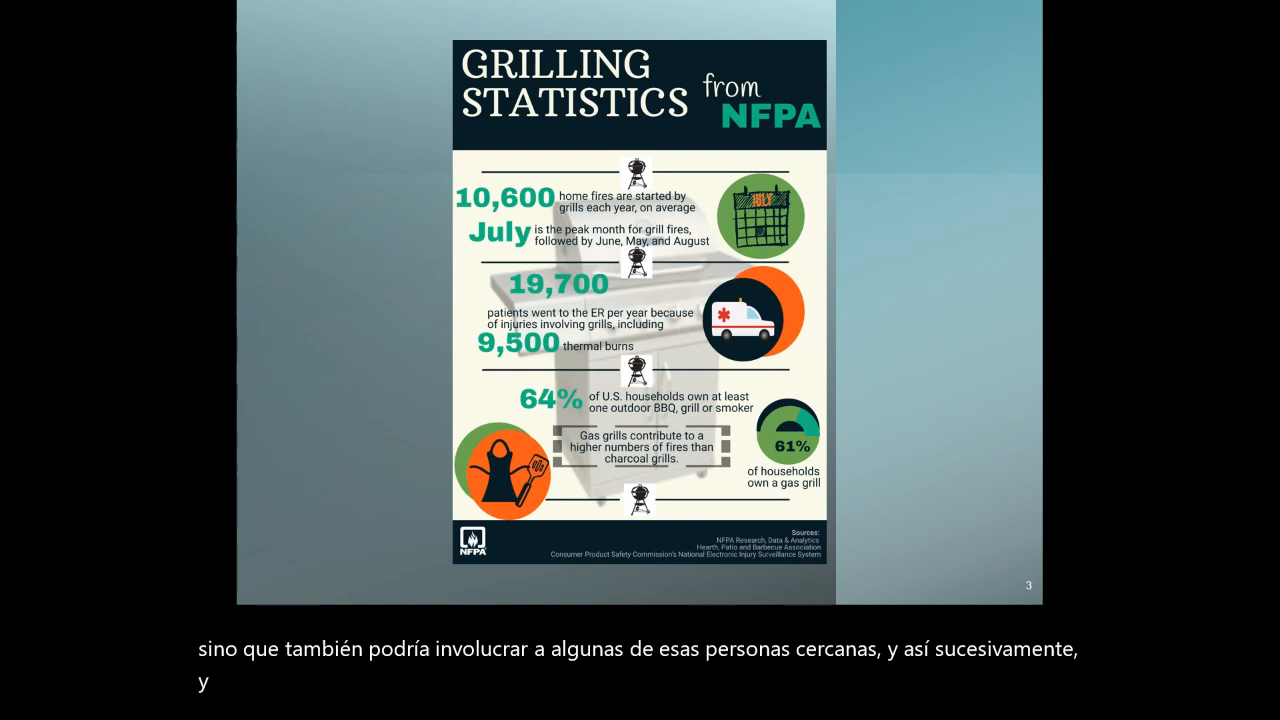 GRILLING
STATISTICS
from
NFPA
10,600 home fires are started by
grills each year, on average
July is the peak month for grill fires,
followed by June, May, and August
JULY
19,700
patients went to the ER per year because
of injuries involving grills, including
9,500 thermal burns
64% of U.S. households own at least
one outdoor BBQ, grill or smoker
Gas grills contribute to a
higher numbers of fires than
charcoal grills.
61%
of households
own a gas grill
NFPA
Sources:
NFPA Research, Data & Analytics
Hearth, Patio and Barbecue Association
Consumer Product Safety Commission's National Electronic Injury Surveillance System
3
sino que también podría involucrar a algunas de esas personas cercanas, y así sucesivamente,
y